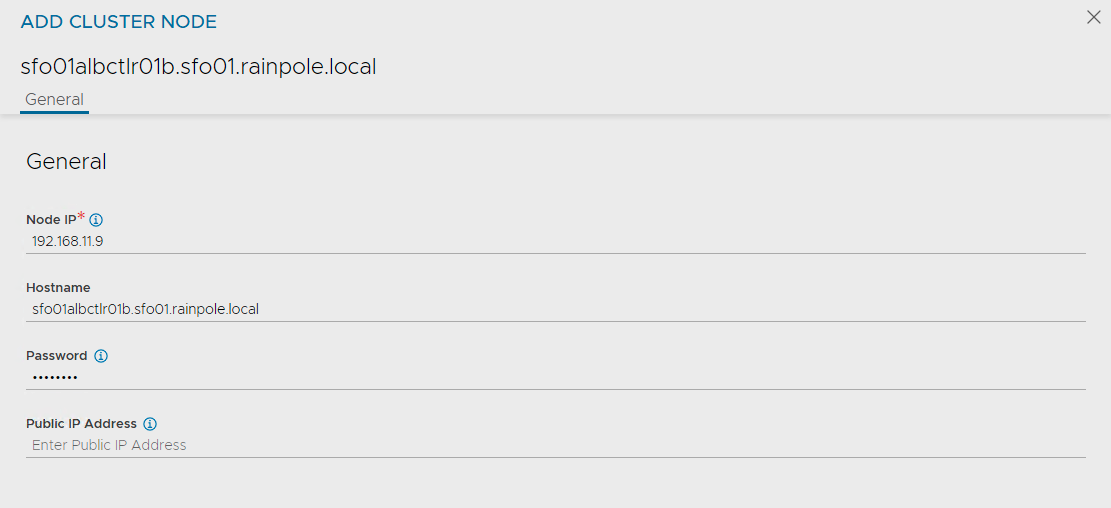 ADD CLUSTER NODE
sfo01albctlr01b.sfo01.rainpole.local
General
General
Node IP*
192.168.11.9
Hostname
sfo01albctlr01b.sfo01.rainpole.local
Password
••••••••
Public IP Address
Enter Public IP Address